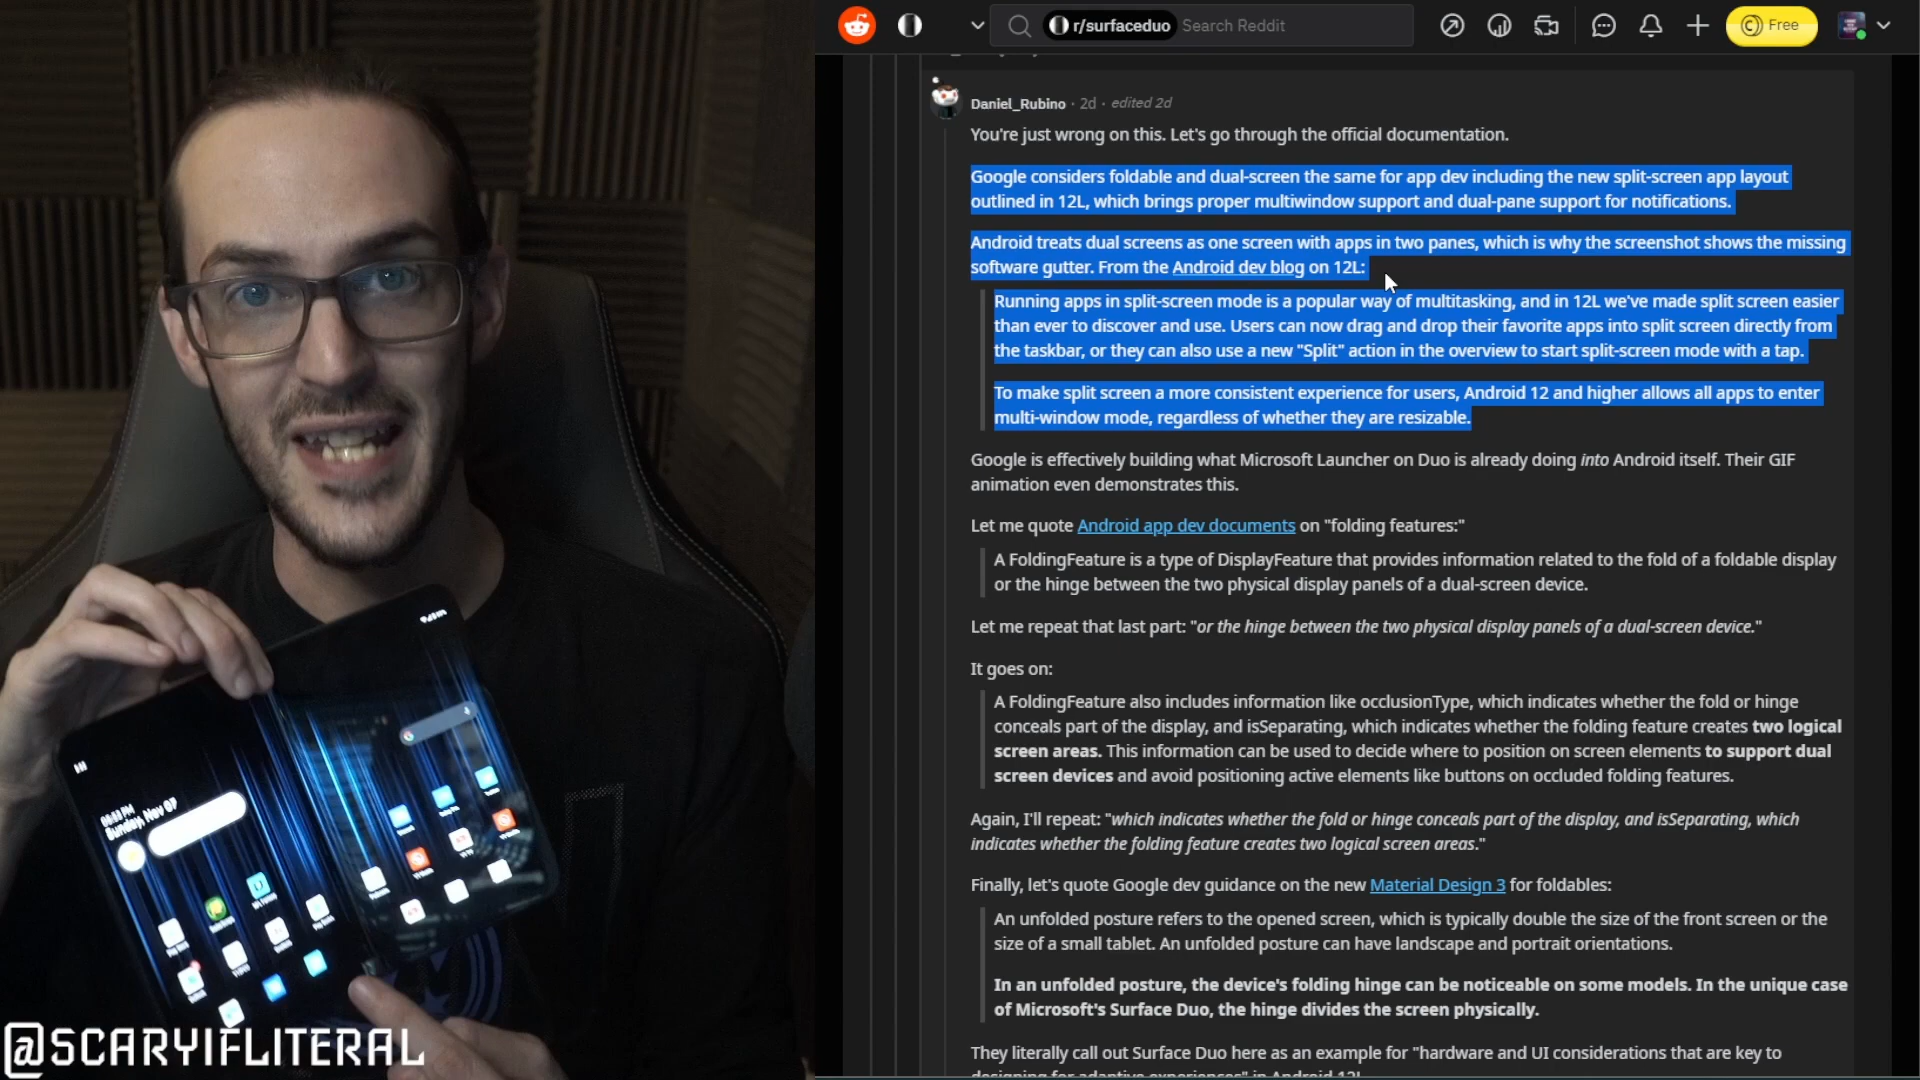 r/surfaceduo Search Reddit
Free
Daniel_Rubino · 2d · edited 2d
You're just wrong on this. Let's go through the official documentation.
Google considers foldable and dual-screen the same for app dev including the new split-screen app layout
outlined in 12L, which brings proper multiwindow support and dual-pane support for notifications.
Android treats dual screens as one screen with apps in two panes, which is why the screenshot shows the missing
software gutter. From the Android dev blog on 12L:
Running apps in split-screen mode is a popular way of multitasking, and in 12L we've made split screen easier
than ever to discover and use. Users can now drag and drop their favorite apps into split screen directly from
the taskbar, or they can also use a new "Split" action in the overview to start split-screen mode with a tap.
To make split screen a more consistent experience for users, Android 12 and higher allows all apps to enter
multi-window mode, regardless of whether they are resizable.
Google is effectively building what Microsoft Launcher on Duo is already doing into Android itself. Their GIF
animation even demonstrates this.
Let me quote Android app dev documents on "folding features:"
A FoldingFeature is a type of DisplayFeature that provides information related to the fold of a foldable display
or the hinge between the two physical display panels of a dual-screen device.
Let me repeat that last part: "or the hinge between the two physical display panels of a dual-screen device."
It goes on:
A FoldingFeature also includes information like occlusionType, which indicates whether the fold or hinge
conceals part of the display, and isSeparating, which indicates whether the folding feature creates two logical
screen areas. This information can be used to decide where to position on screen elements to support dual
screen devices and avoid positioning active elements like buttons on occluded folding features.
Again, I'll repeat: "which indicates whether the fold or hinge conceals part of the display, and isSeparating, which
indicates whether the folding feature creates two logical screen areas."
Finally, let's quote Google dev guidance on the new Material Design 3 for foldables:
An unfolded posture refers to the opened screen, which is typically double the size of the front screen or the
size of a small tablet. An unfolded posture can have landscape and portrait orientations.
In an unfolded posture, the device's folding hinge can be noticeable on some models. In the unique case
of Microsoft's Surface Duo, the hinge divides the screen physically.
They literally call out Surface Duo here as an example for "hardware and UI considerations that are key to
designing for adaptive experiences" in Android 12L
Sunday, Nov 07
@SCARYIFLITERAL